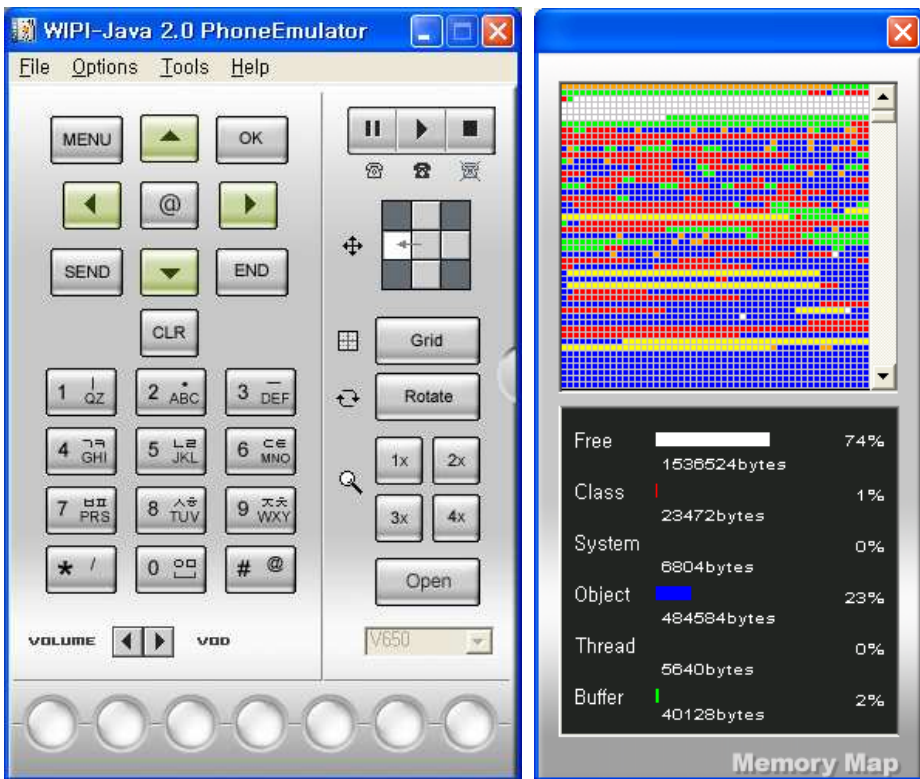 WIPI-Java 2.0 PhoneEmulator
File Options Tools Help
MENU OK
@
SEND END
CLR
1 ㅣ QZ 2 • ABC 3 ㅡ DEF
4 ㄱㅋ GHI 5 ㄴㄹ JKL 6 ㄷㅌ MNO
7 ㅂㅍ PRS 8 ㅅㅎ TUV 9 ㅈㅊ WXY
* / 0 ㅇㅁ # @
VOLUME VOD
Grid
Rotate
1x 2x
3x 4x
Open
V650
Free 74%
1536524bytes
Class 1%
23472bytes
System 0%
6804bytes
Object 23%
484584bytes
Thread 0%
5640bytes
Buffer 2%
40128bytes
Memory Map